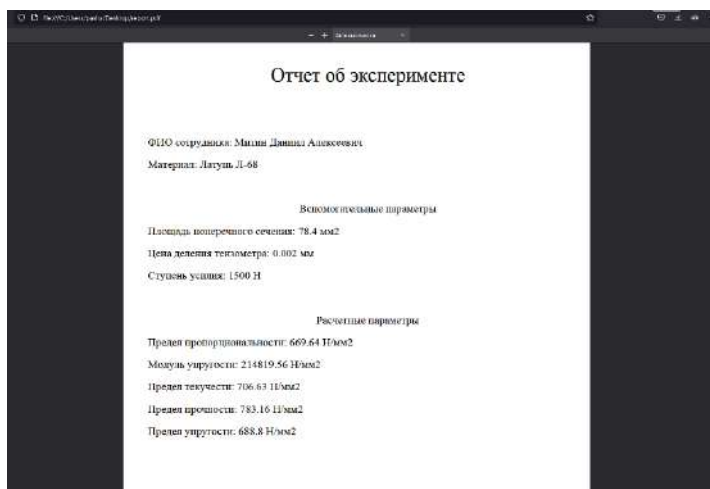 Отчет об эксперименте
ФИО сотрудника: Митин Даниил Алексеевич
Материал: Латунь Л-68
Вспомогательные параметры
Площадь поперечного сечения: 78.4 мм2
Цена деления тензометра: 0.002 мм
Ступень усилия: 1500 Н
Расчетные параметры
Предел пропорциональности: 669.64 Н/мм2
Модуль упругости: 214819.56 Н/мм2
Предел текучести: 706.63 Н/мм2
Предел прочности: 783.16 Н/мм2
Предел упругости: 688.8 Н/мм2